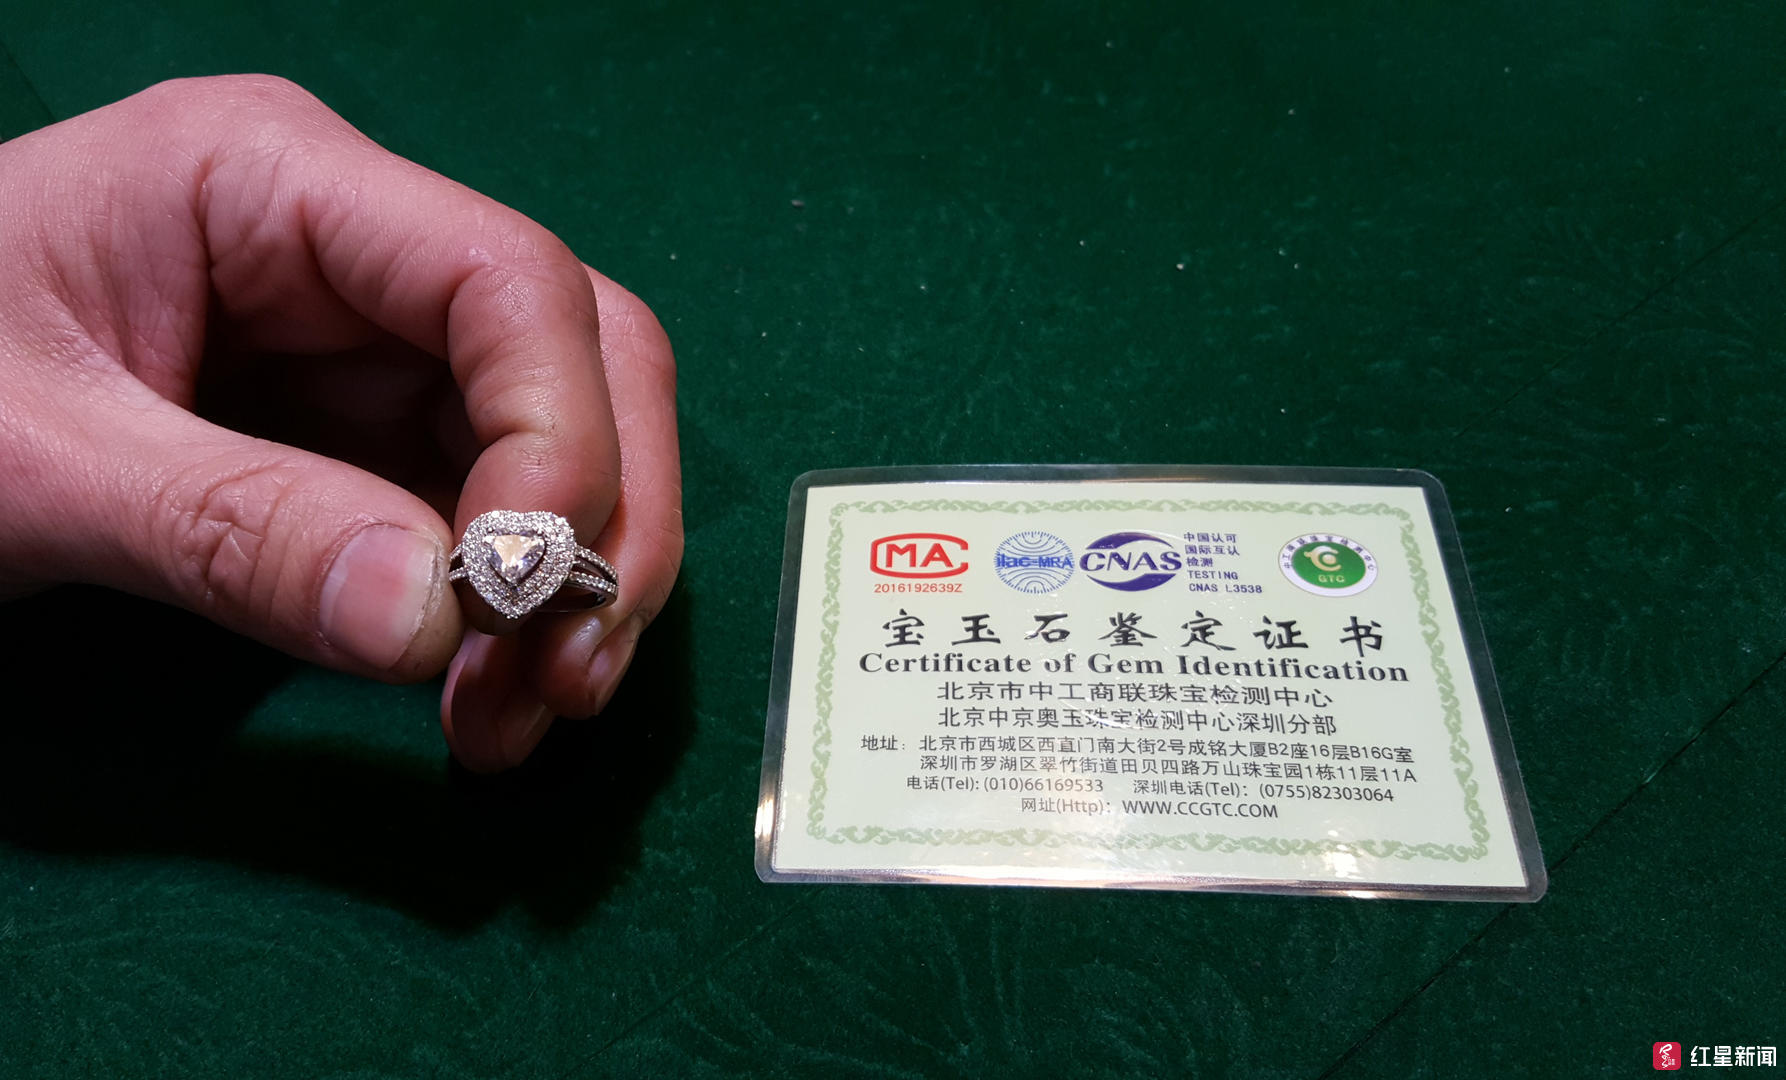 CMA
2016192639Z
ilac-MRA
CNAS
中国认可
国际互认
检测
TESTING
CNAS L3538
GTC
宝玉石鉴定证书
Certificate of Gem Identification
北京市中工商联珠宝检测中心
北京中京奥玉珠宝检测中心深圳分部
地址：北京市西城区西直门南大街2号成铭大厦B2座16层B16G室
深圳市罗湖区翠竹街道田贝四路万山珠宝园1栋11层11A
电话(Tel): (010)66169533 深圳电话(Tel)：(0755)82303064
网址(Http)：WWW.CCGTC.COM
红星新闻